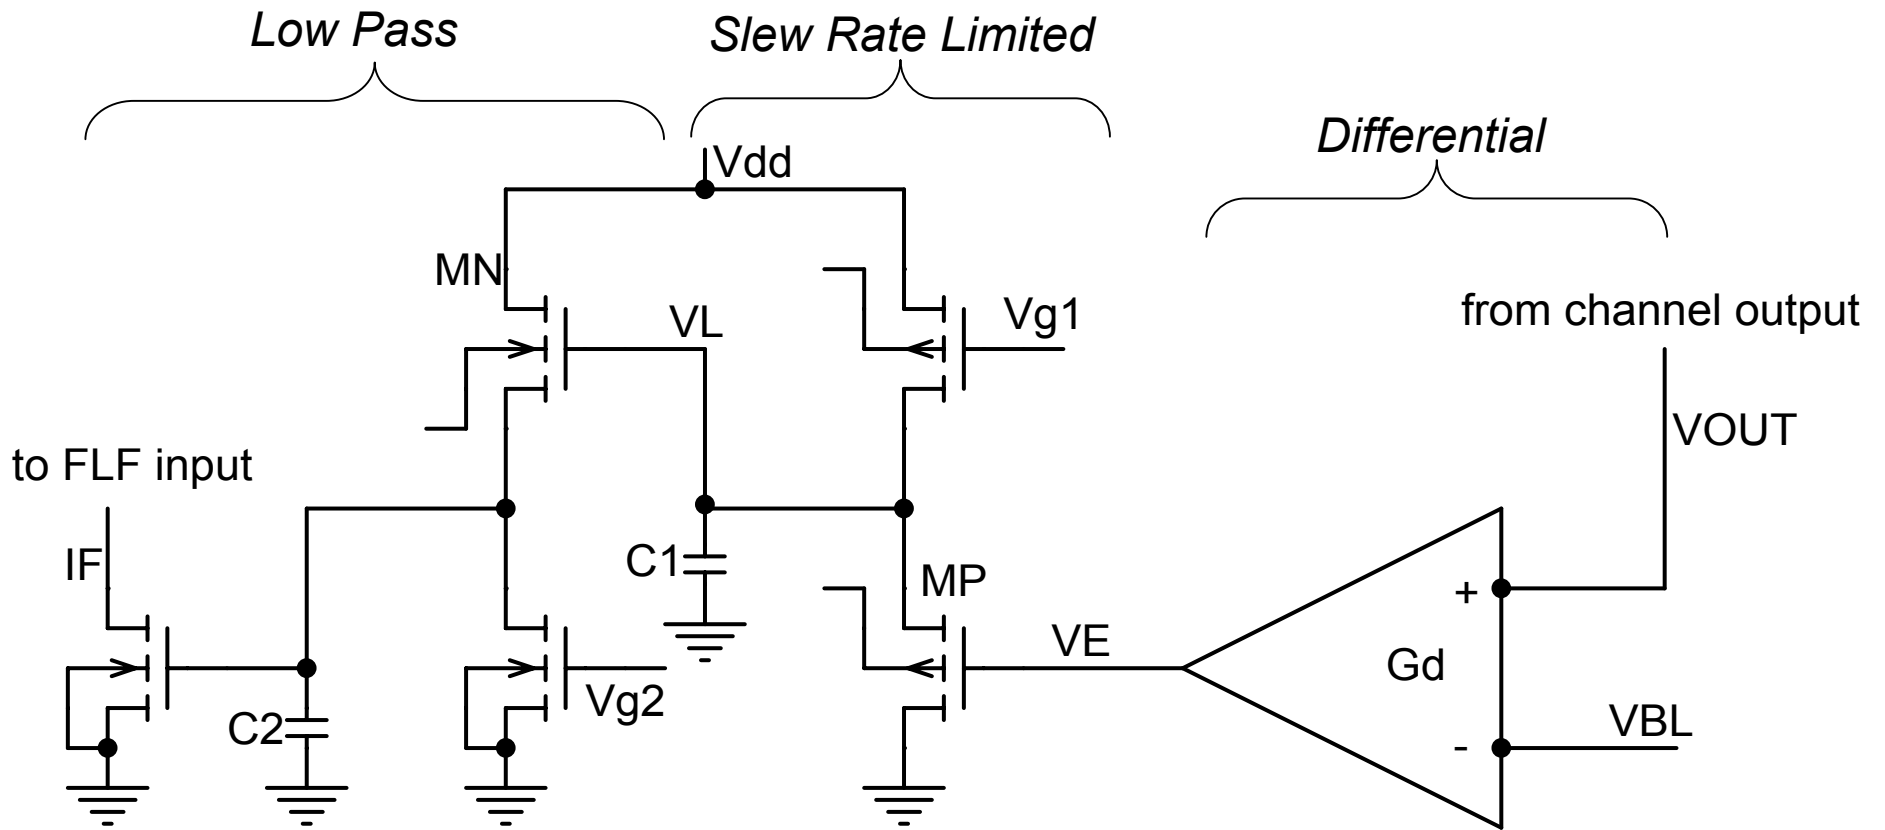 Low Pass
Slew Rate Limited
Differential
Vdd
MN
VL
Vg1
from channel output
VOUT
to FLF input
IF
C1
MP
VE
+
Gd
C2
Vg2
-
VBL